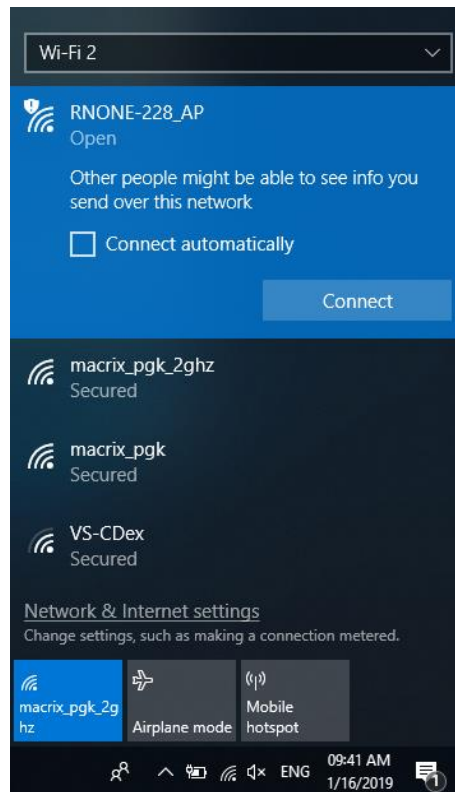 Wi-Fi 2
RNONE-228_AP
Open
Other people might be able to see info you
send over this network
Connect automatically
Connect
macrix_pgk_2ghz
Secured
macrix_pgk
Secured
VS-CDex
Secured
Network & Internet settings
Change settings, such as making a connection metered.
macrix_pgk_2g
hz
Airplane mode
Mobile
hotspot
ENG
09:41 AM
1/16/2019
1